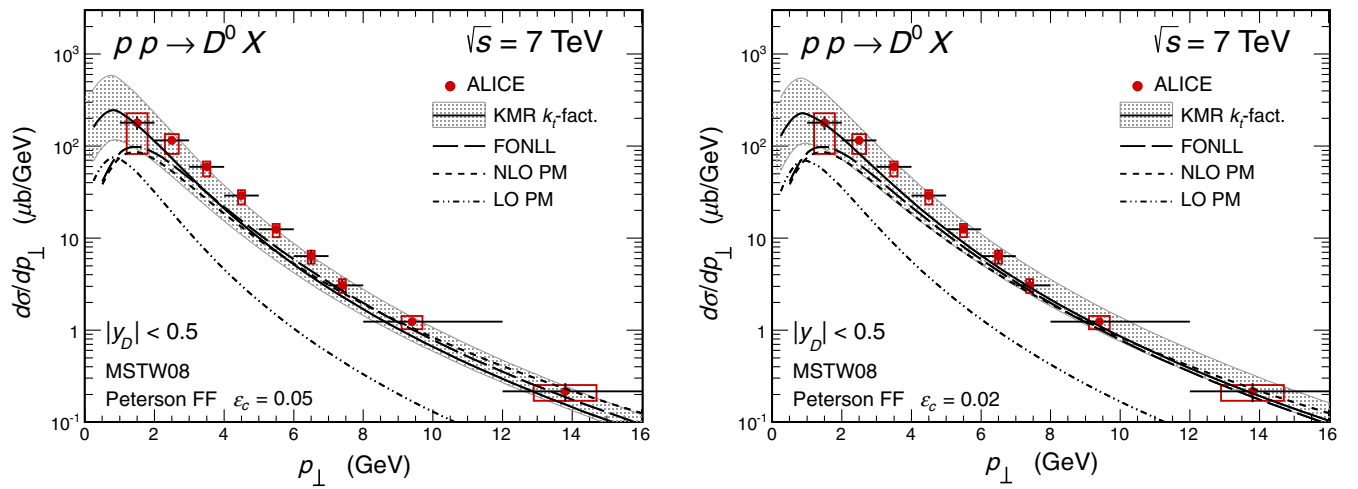 p p → D⁰ X
√s = 7 TeV
ALICE
KMR kₜ-fact.
FONLL
NLO PM
LO PM
dσ/dp⊥ (μb/GeV)
10³
10²
10
1
10⁻¹
|y_D| < 0.5
MSTW08
Peterson FF ε_c = 0.05
0 2 4 6 8 10 12 14 16
p⊥ (GeV)
p p → D⁰ X
√s = 7 TeV
ALICE
KMR kₜ-fact.
FONLL
NLO PM
LO PM
dσ/dp⊥ (μb/GeV)
10³
10²
10
1
10⁻¹
|y_D| < 0.5
MSTW08
Peterson FF ε_c = 0.02
0 2 4 6 8 10 12 14 16
p⊥ (GeV)